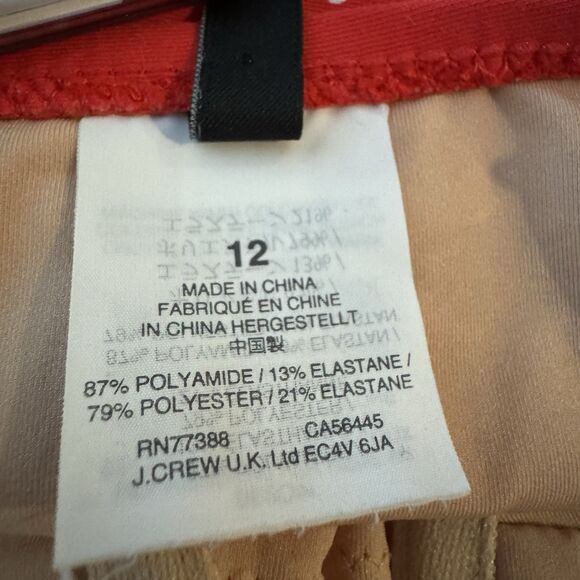 12
MADE IN CHINA
FABRIQUÉ EN CHINE
IN CHINA HERGESTELLT
中国製
87% POLYAMIDE / 13% ELASTANE /
79% POLYESTER / 21% ELASTANE
RN77388 CA56445
J.CREW U.K. Ltd EC4V 6JA